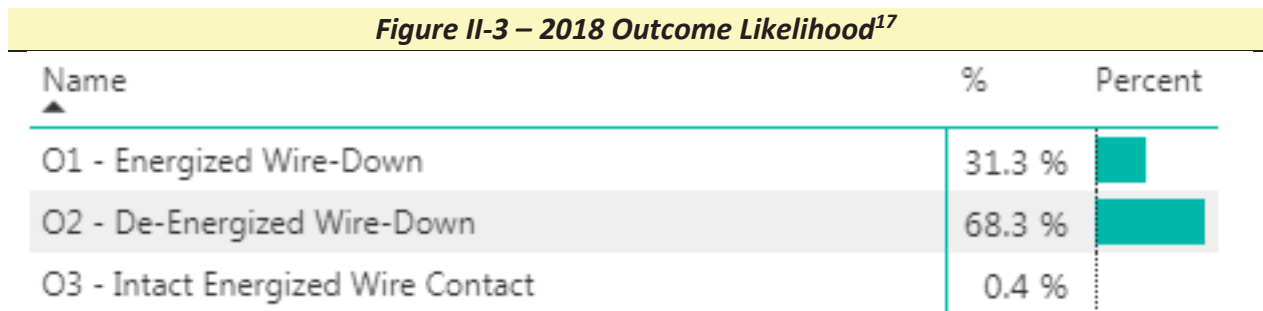 Figure II-3 – 2018 Outcome Likelihood17
Name % Percent
O1 - Energized Wire-Down 31.3 %
O2 - De-Energized Wire-Down 68.3 %
O3 - Intact Energized Wire Contact 0.4 %